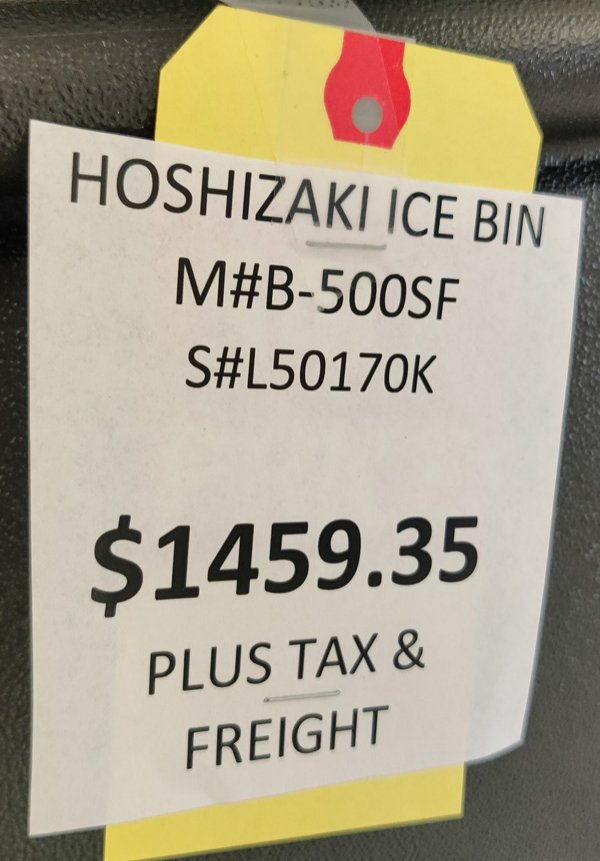 HOSHIZAKI ICE BIN
M#B-500SF
S#L50170K
$1459.35
PLUS TAX &
FREIGHT